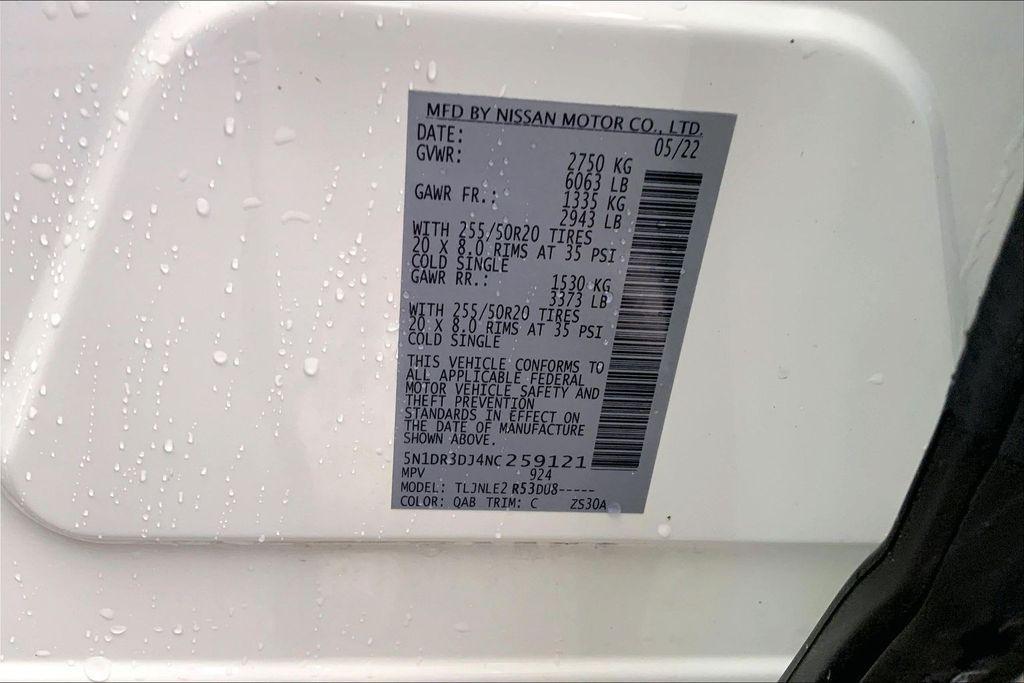 MFD BY NISSAN MOTOR CO., LTD.
DATE: 05/22
GVWR: 2750 KG
6063 LB
GAWR FR.: 1335 KG
2943 LB
WITH 255/50R20 TIRES
20 X 8.0 RIMS AT 35 PSI
COLD SINGLE
GAWR RR.: 1530 KG
3373 LB
WITH 255/50R20 TIRES
20 X 8.0 RIMS AT 35 PSI
COLD SINGLE
THIS VEHICLE CONFORMS TO
ALL APPLICABLE FEDERAL
MOTOR VEHICLE SAFETY AND
THEFT PREVENTION
STANDARDS IN EFFECT ON
THE DATE OF MANUFACTURE
SHOWN ABOVE.
5N1DR3DJ4NC259121
MPV 924
MODEL: TLJNLE2 R53DU8-----
COLOR: QAB TRIM: C ZS30A